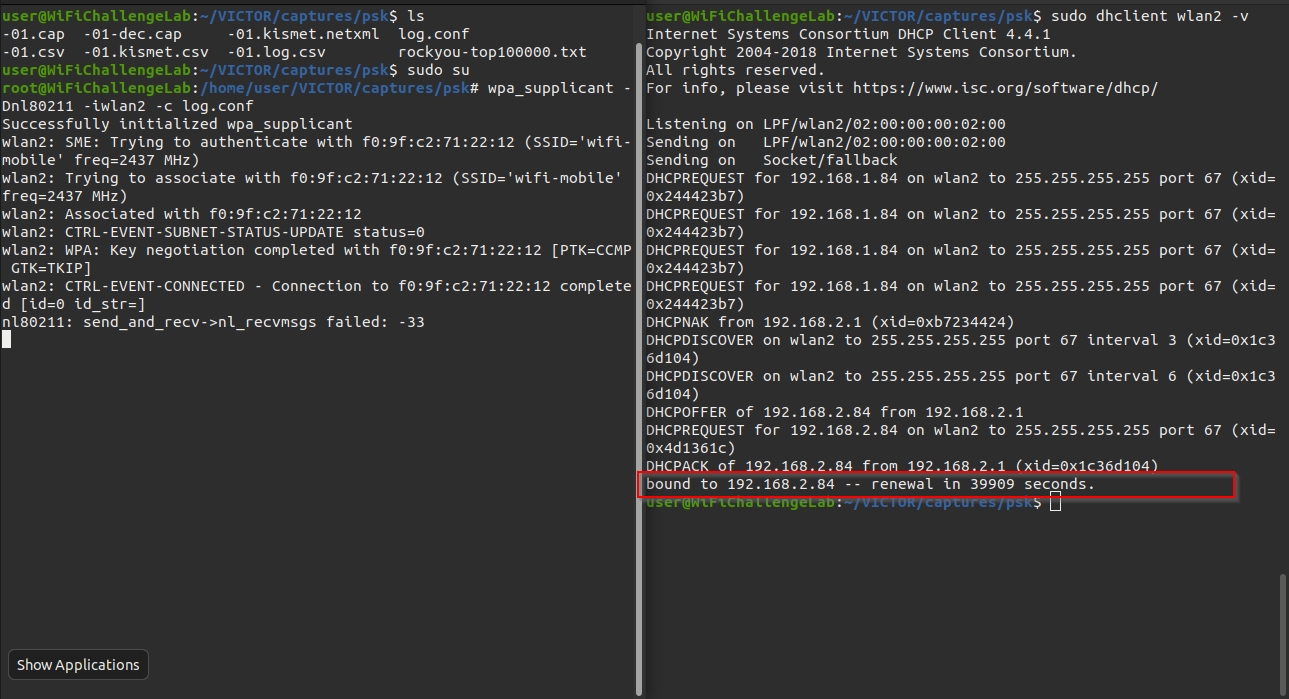 user@WiFiChallengeLab:~/VICTOR/captures/psk$ ls
-01.cap  -01-dec.cap     -01.kismet.netxml  log.conf
-01.csv  -01.kismet.csv  -01.log.csv        rockyou-top100000.txt
user@WiFiChallengeLab:~/VICTOR/captures/psk$ sudo su
root@WiFiChallengeLab:/home/user/VICTOR/captures/psk# wpa_supplicant -
Dnl80211 -iwlan2 -c log.conf
Successfully initialized wpa_supplicant
wlan2: SME: Trying to authenticate with f0:9f:c2:71:22:12 (SSID='wifi-
mobile' freq=2437 MHz)
wlan2: Trying to associate with f0:9f:c2:71:22:12 (SSID='wifi-mobile'
freq=2437 MHz)
wlan2: Associated with f0:9f:c2:71:22:12
wlan2: CTRL-EVENT-SUBNET-STATUS-UPDATE status=0
wlan2: WPA: Key negotiation completed with f0:9f:c2:71:22:12 [PTK=CCMP
 GTK=TKIP]
wlan2: CTRL-EVENT-CONNECTED - Connection to f0:9f:c2:71:22:12 complete
d [id=0 id_str=]
nl80211: send_and_recv->nl_recvmsgs failed: -33
Show Applications
user@WiFiChallengeLab:~/VICTOR/captures/psk$ sudo dhclient wlan2 -v
Internet Systems Consortium DHCP Client 4.4.1
Copyright 2004-2018 Internet Systems Consortium.
All rights reserved.
For info, please visit https://www.isc.org/software/dhcp/
Listening on LPF/wlan2/02:00:00:00:02:00
Sending on   LPF/wlan2/02:00:00:00:02:00
Sending on   Socket/fallback
DHCPREQUEST for 192.168.1.84 on wlan2 to 255.255.255.255 port 67 (xid=
0x244423b7)
DHCPREQUEST for 192.168.1.84 on wlan2 to 255.255.255.255 port 67 (xid=
0x244423b7)
DHCPREQUEST for 192.168.1.84 on wlan2 to 255.255.255.255 port 67 (xid=
0x244423b7)
DHCPREQUEST for 192.168.1.84 on wlan2 to 255.255.255.255 port 67 (xid=
0x244423b7)
DHCPNAK from 192.168.2.1 (xid=0xb7234424)
DHCPDISCOVER on wlan2 to 255.255.255.255 port 67 interval 3 (xid=0x1c3
6d104)
DHCPDISCOVER on wlan2 to 255.255.255.255 port 67 interval 6 (xid=0x1c3
6d104)
DHCPOFFER of 192.168.2.84 from 192.168.2.1
DHCPREQUEST for 192.168.2.84 on wlan2 to 255.255.255.255 port 67 (xid=
0x4d1361c)
DHCPACK of 192.168.2.84 from 192.168.2.1 (xid=0x1c36d104)
bound to 192.168.2.84 -- renewal in 39909 seconds.
user@WiFiChallengeLab:~/VICTOR/captures/psk$